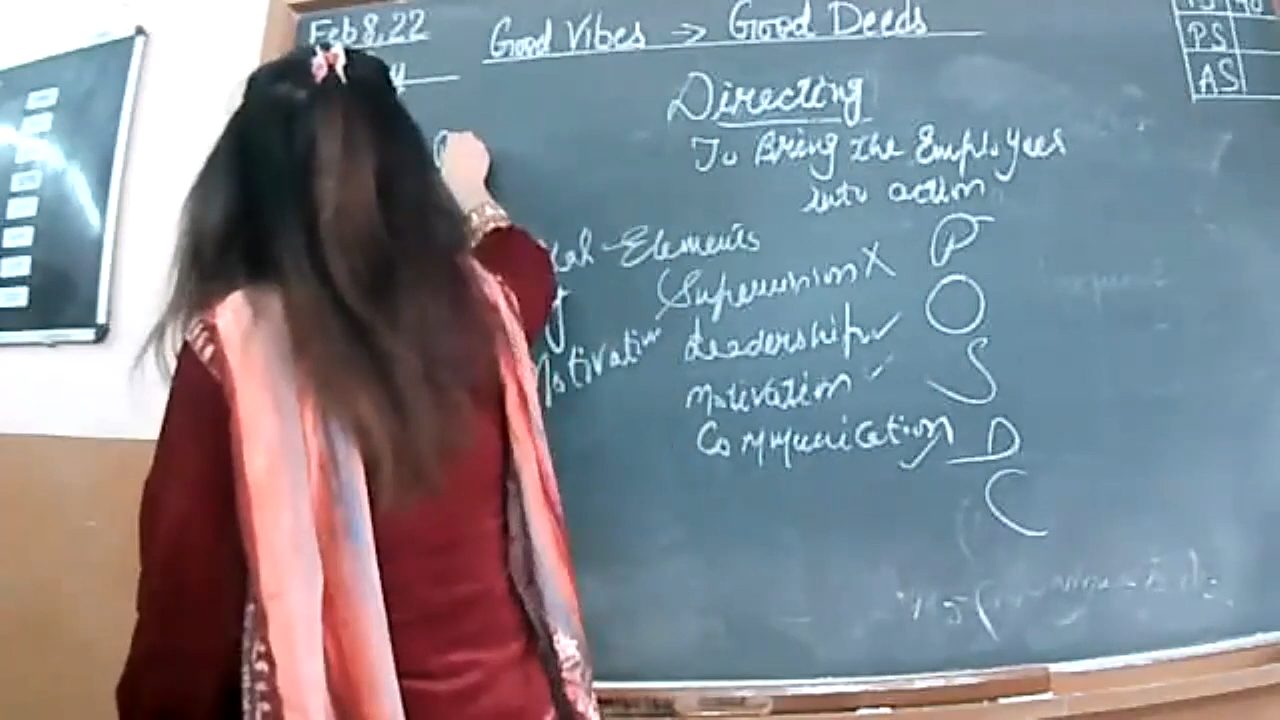 Feb 8, 22
Good Vibes → Good Deeds
PS
AS
Directing
To Bring the Employees
into action
Elements
P
Supervision X
O
Motivation Leadership ✓
S
Motivation ✓
Communication D
C